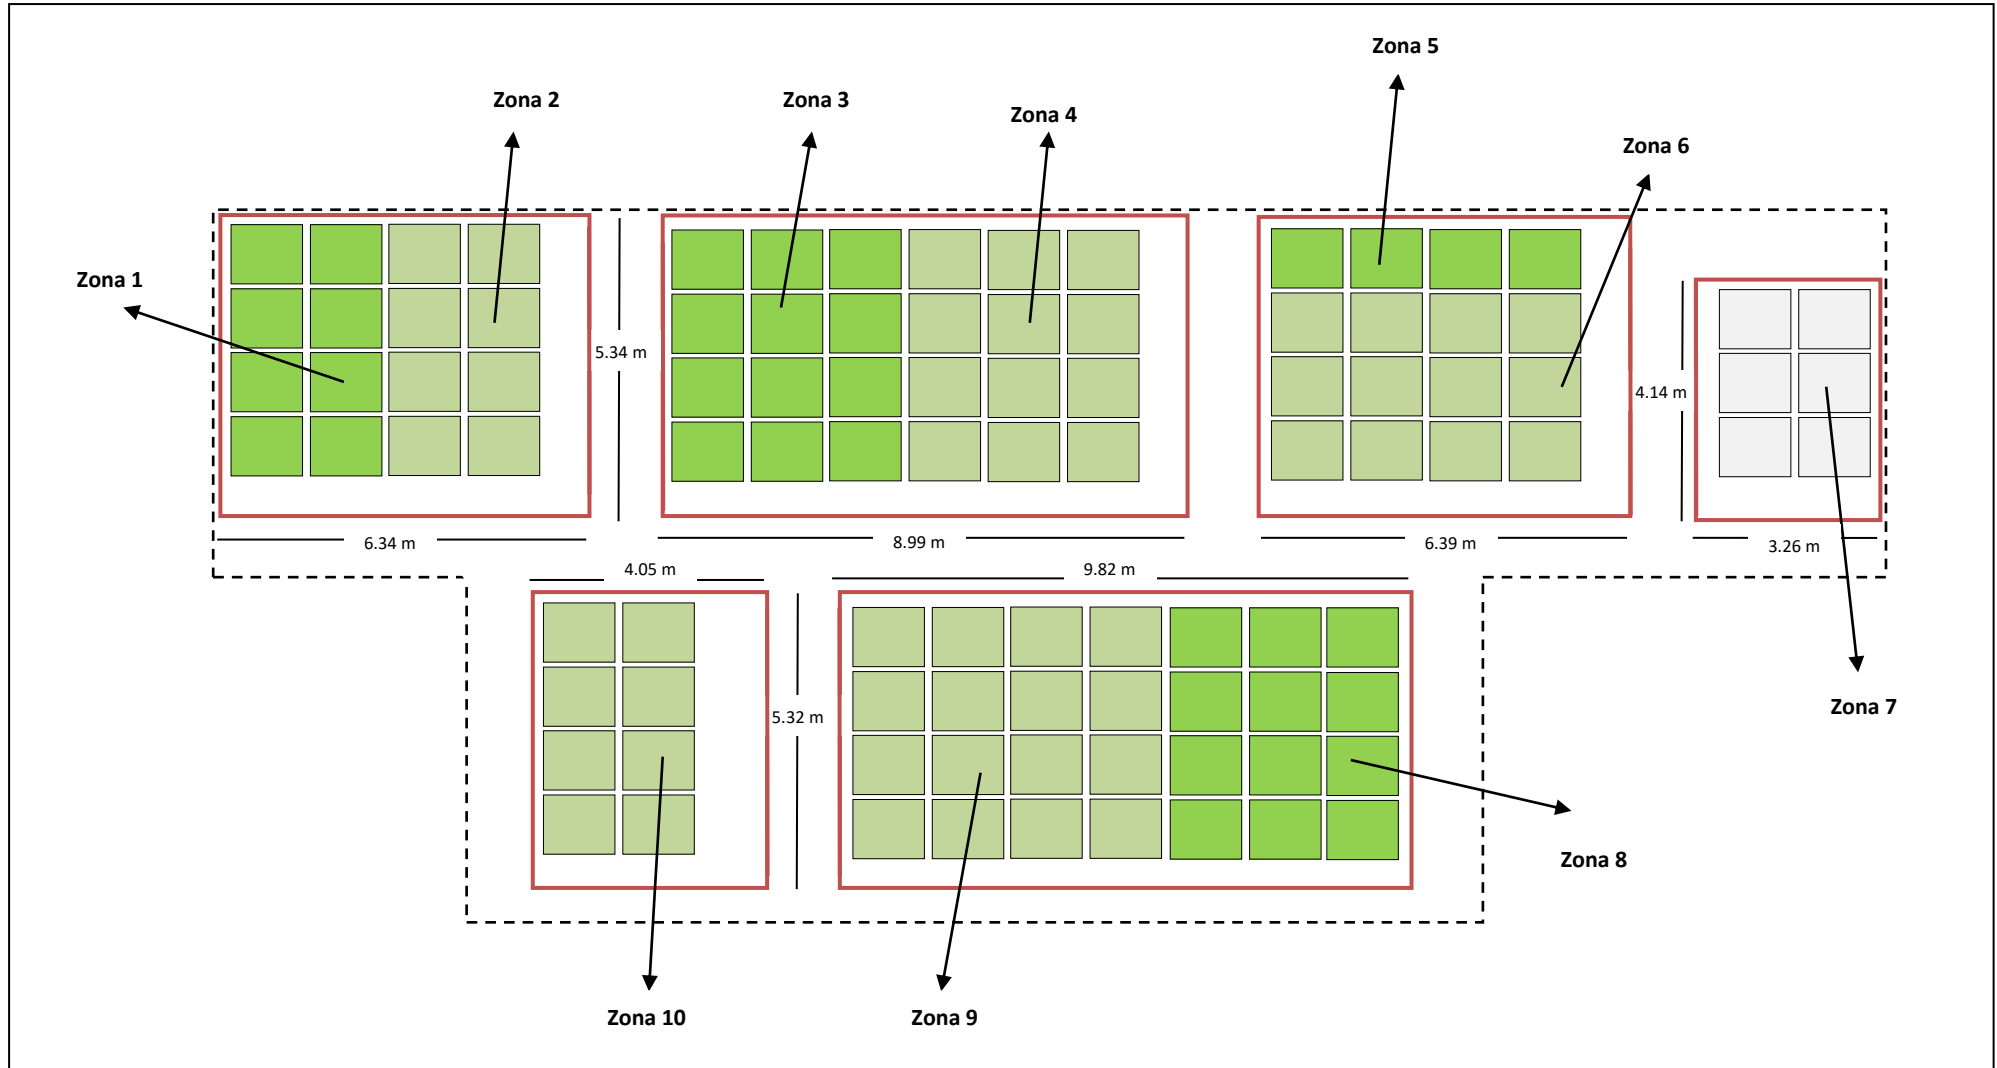 Zona 5
Zona 2
Zona 3
Zona 4
Zona 6
Zona 1
5.34 m
4.14 m
6.34 m
8.99 m
6.39 m
3.26 m
4.05 m
9.82 m
5.32 m
Zona 7
Zona 8
Zona 10
Zona 9